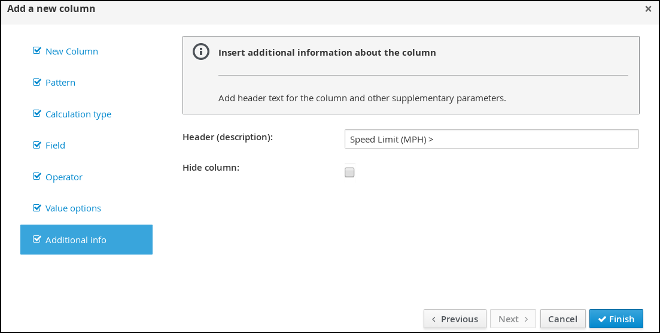 Add a new column
×
New Column
Pattern
Calculation type
Field
Operator
Value options
Additional info
Insert additional information about the column
Add header text for the column and other supplementary parameters.
Header (description):
Speed Limit (MPH) >
Hide column:
< Previous
Next >
Cancel
✔ Finish